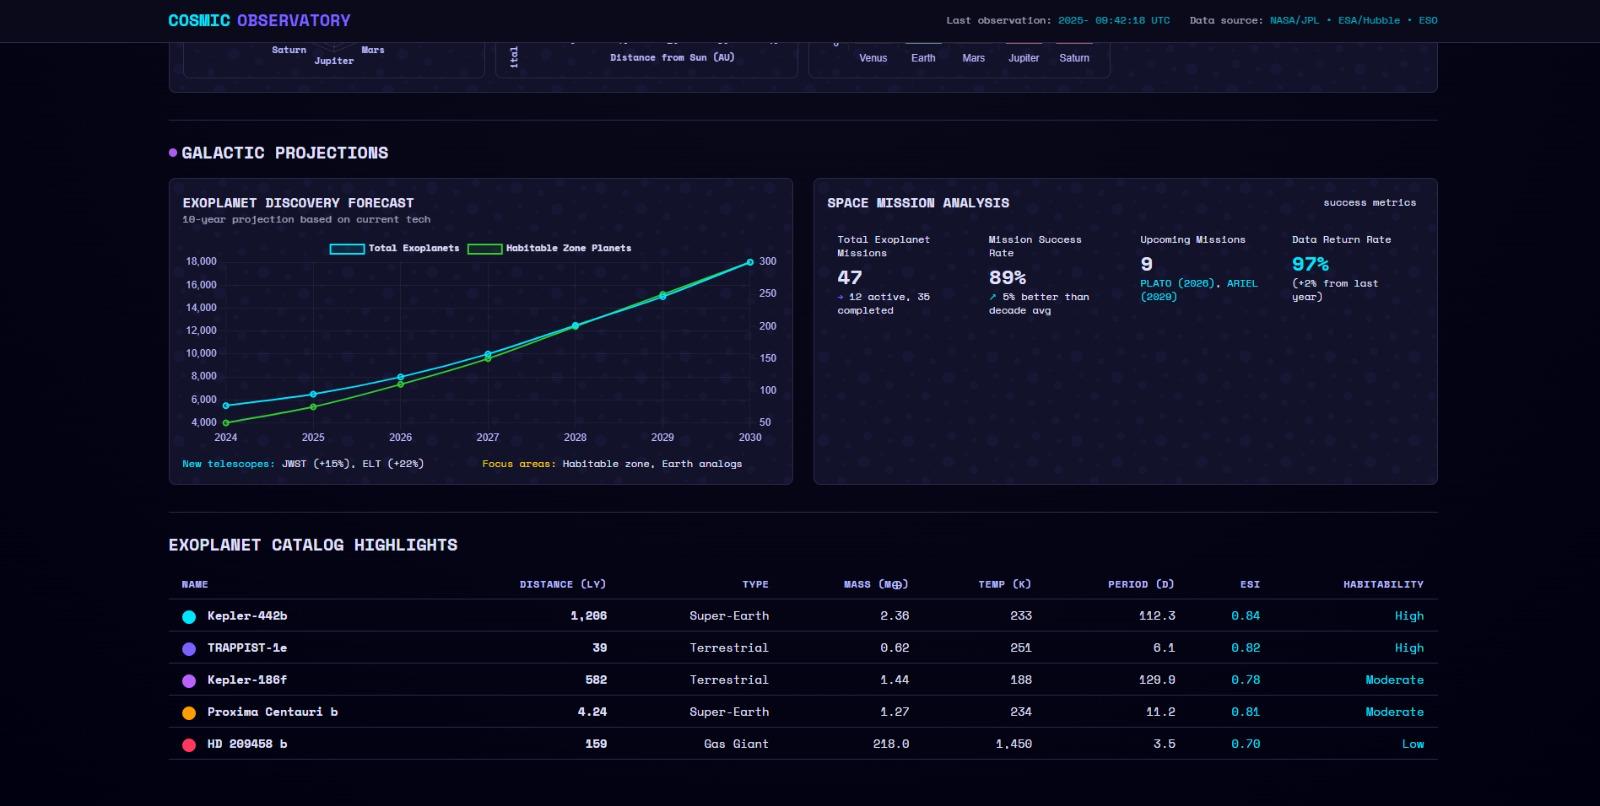 COSMIC OBSERVATORY
Last observation: 2025- 09:42:18 UTC Data source: NASA/JPL • ESA/Hubble • ESO
Saturn Mars
Jupiter
Distance from Sun (AU)
Venus Earth Mars Jupiter Saturn
GALACTIC PROJECTIONS
EXOPLANET DISCOVERY FORECAST
10-year projection based on current tech
Total Exoplanets Habitable Zone Planets
18,000 300
16,000
250
14,000
12,000 200
10,000 150
8,000
100
6,000
4,000 50
2024 2025 2026 2027 2028 2029 2030
New telescopes: JWST (+15%), ELT (+22%) Focus areas: Habitable zone, Earth analogs
SPACE MISSION ANALYSIS success metrics
Total Exoplanet
Missions
47
→ 12 active, 35
completed
Mission Success
Rate
89%
↗ 5% better than
decade avg
Upcoming Missions
9
PLATO (2026), ARIEL
(2029)
Data Return Rate
97%
(+2% from last
year)
EXOPLANET CATALOG HIGHLIGHTS
NAME DISTANCE (LY) TYPE MASS (M⊕) TEMP (K) PERIOD (D) ESI HABITABILITY
Kepler-442b 1,206 Super-Earth 2.36 233 112.3 0.84 High
TRAPPIST-1e 39 Terrestrial 0.62 251 6.1 0.82 High
Kepler-186f 582 Terrestrial 1.44 188 129.9 0.78 Moderate
Proxima Centauri b 4.24 Super-Earth 1.27 234 11.2 0.81 Moderate
HD 209458 b 159 Gas Giant 218.0 1,450 3.5 0.70 Low